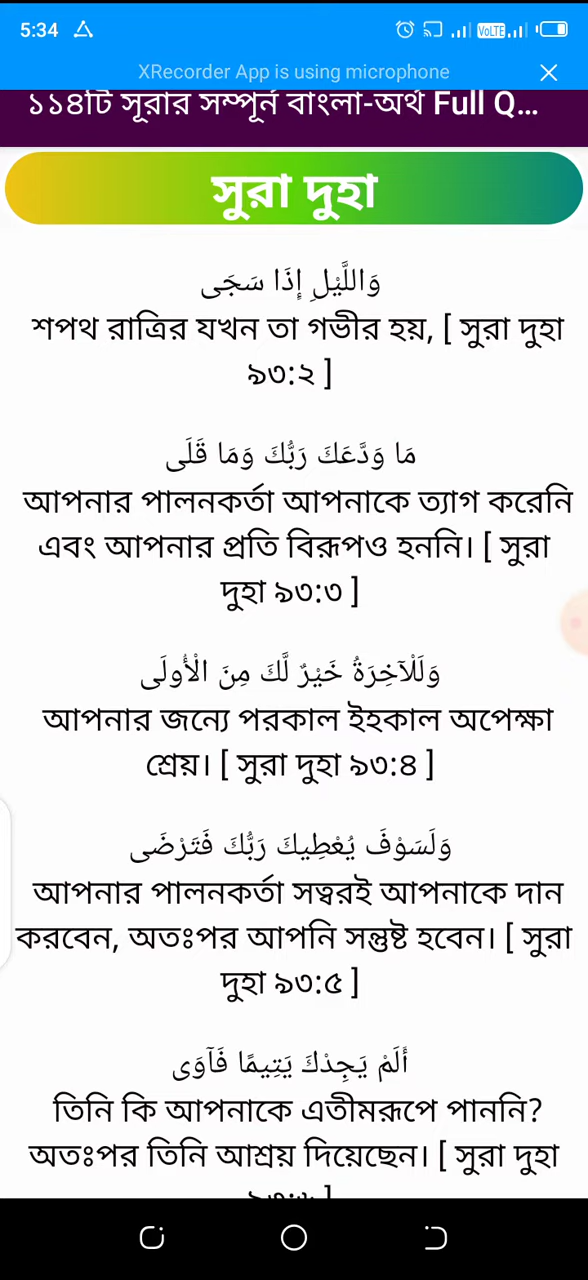 5:34
VoLTE
XRecorder App is using microphone
১১৪টি সূরার সম্পূর্ন বাংলা-অর্থ Full Q...
সুরা দুহা
وَاللَّيْلِ إِذَا سَجَى
শপথ রাত্রির যখন তা গভীর হয়, [ সুরা দুহা
৯৩:২ ]
مَا وَدَّعَكَ رَبُّكَ وَمَا قَلَى
আপনার পালনকর্তা আপনাকে ত্যাগ করেনি
এবং আপনার প্রতি বিরূপও হননি। [ সুরা
দুহা ৯৩:৩ ]
وَلَلْآخِرَةُ خَيْرٌ لَّكَ مِنَ الْأُولَى
আপনার জন্যে পরকাল ইহকাল অপেক্ষা
শ্রেয়। [ সুরা দুহা ৯৩:৪ ]
وَلَسَوْفَ يُعْطِيكَ رَبُّكَ فَتَرْضَى
আপনার পালনকর্তা সত্বরই আপনাকে দান
করবেন, অতঃপর আপনি সন্তুষ্ট হবেন। [ সুরা
দুহা ৯৩:৫ ]
أَلَمْ يَجِدْكَ يَتِيمًا فَآوَى
তিনি কি আপনাকে এতীমরূপে পাননি?
অতঃপর তিনি আশ্রয় দিয়েছেন। [ সুরা দুহা